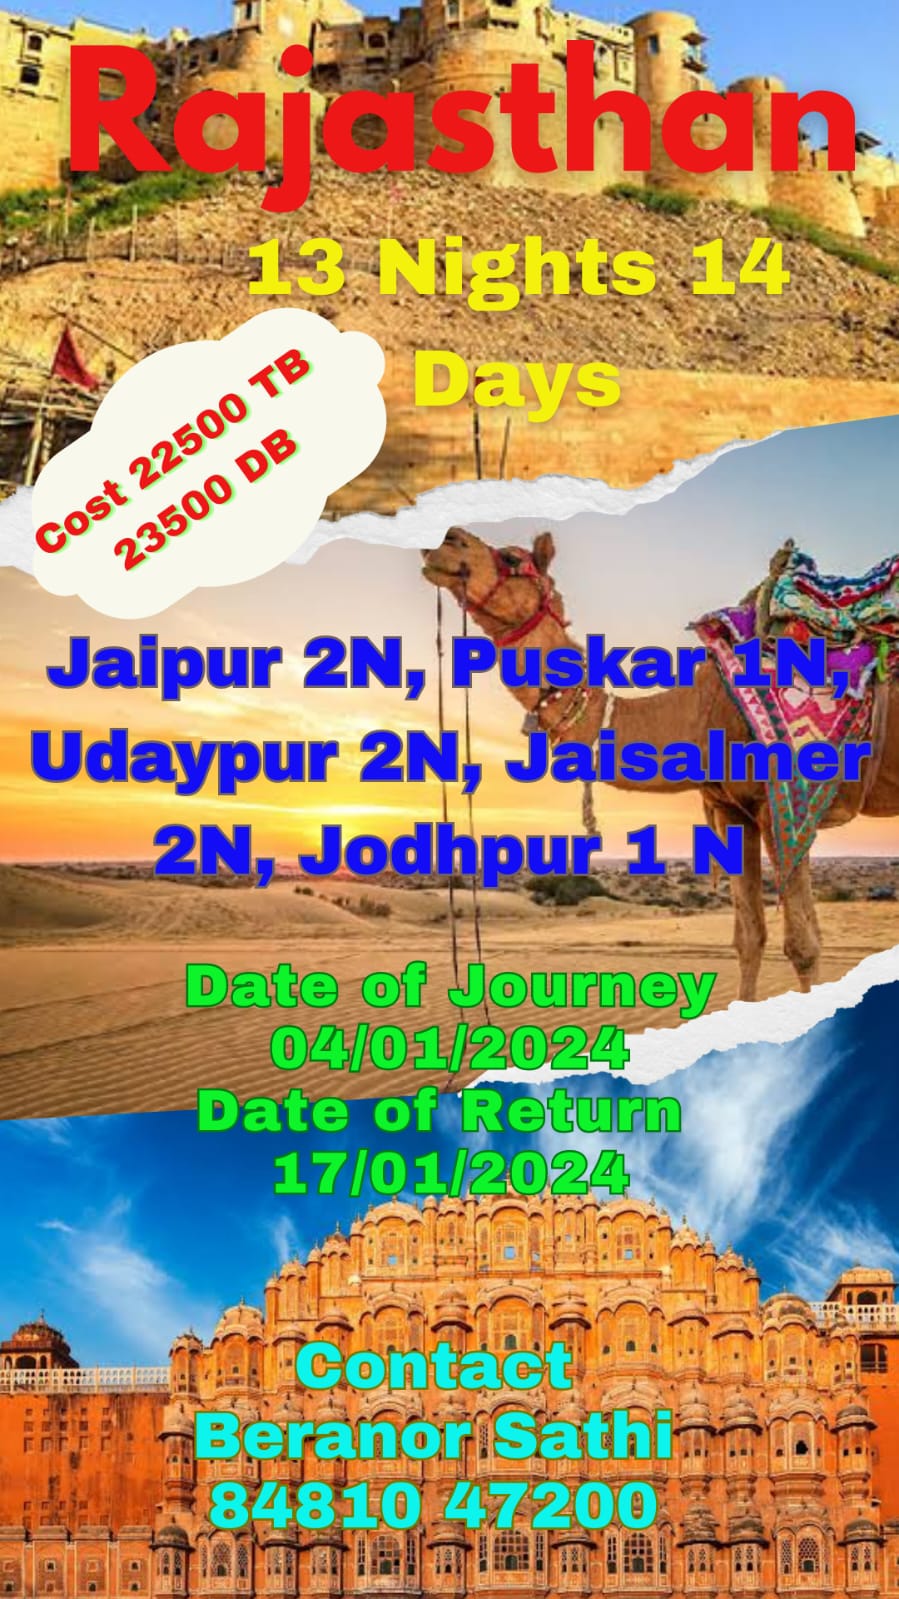 Rajasthan
13 Nights 14
Days
Cost 22500 TB
23500 DB
Jaipur 2N, Puskar 1N,
Udaypur 2N, Jaisalmer
2N, Jodhpur 1 N
Date of Journey
04/01/2024
Date of Return
17/01/2024
Contact
Beranor Sathi
84810 47200